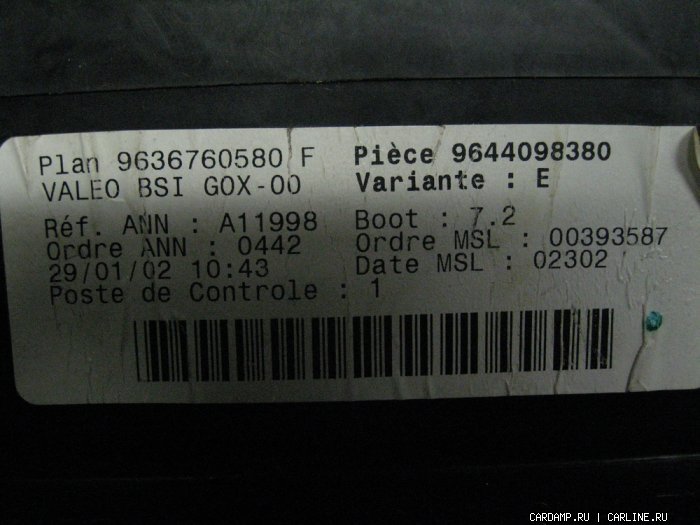 Plan 9636760580 F Pièce 9644098380
VALEO BSI GOX-00 Variante : E
Réf. ANN : A11998 Boot : 7.2
Ordre ANN : 0442 Ordre MSL : 00393587
29/01/02 10:43 Date MSL : 02302
Poste de Controle : 1
CARDAMP.RU | CARLINE.RU